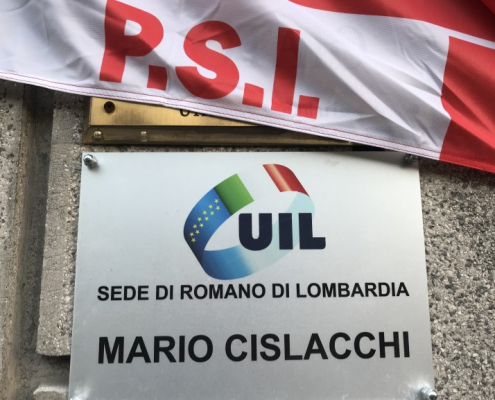 P.S.I.
UIL
SEDE DI ROMANO DI LOMBARDIA
MARIO CISLACCHI